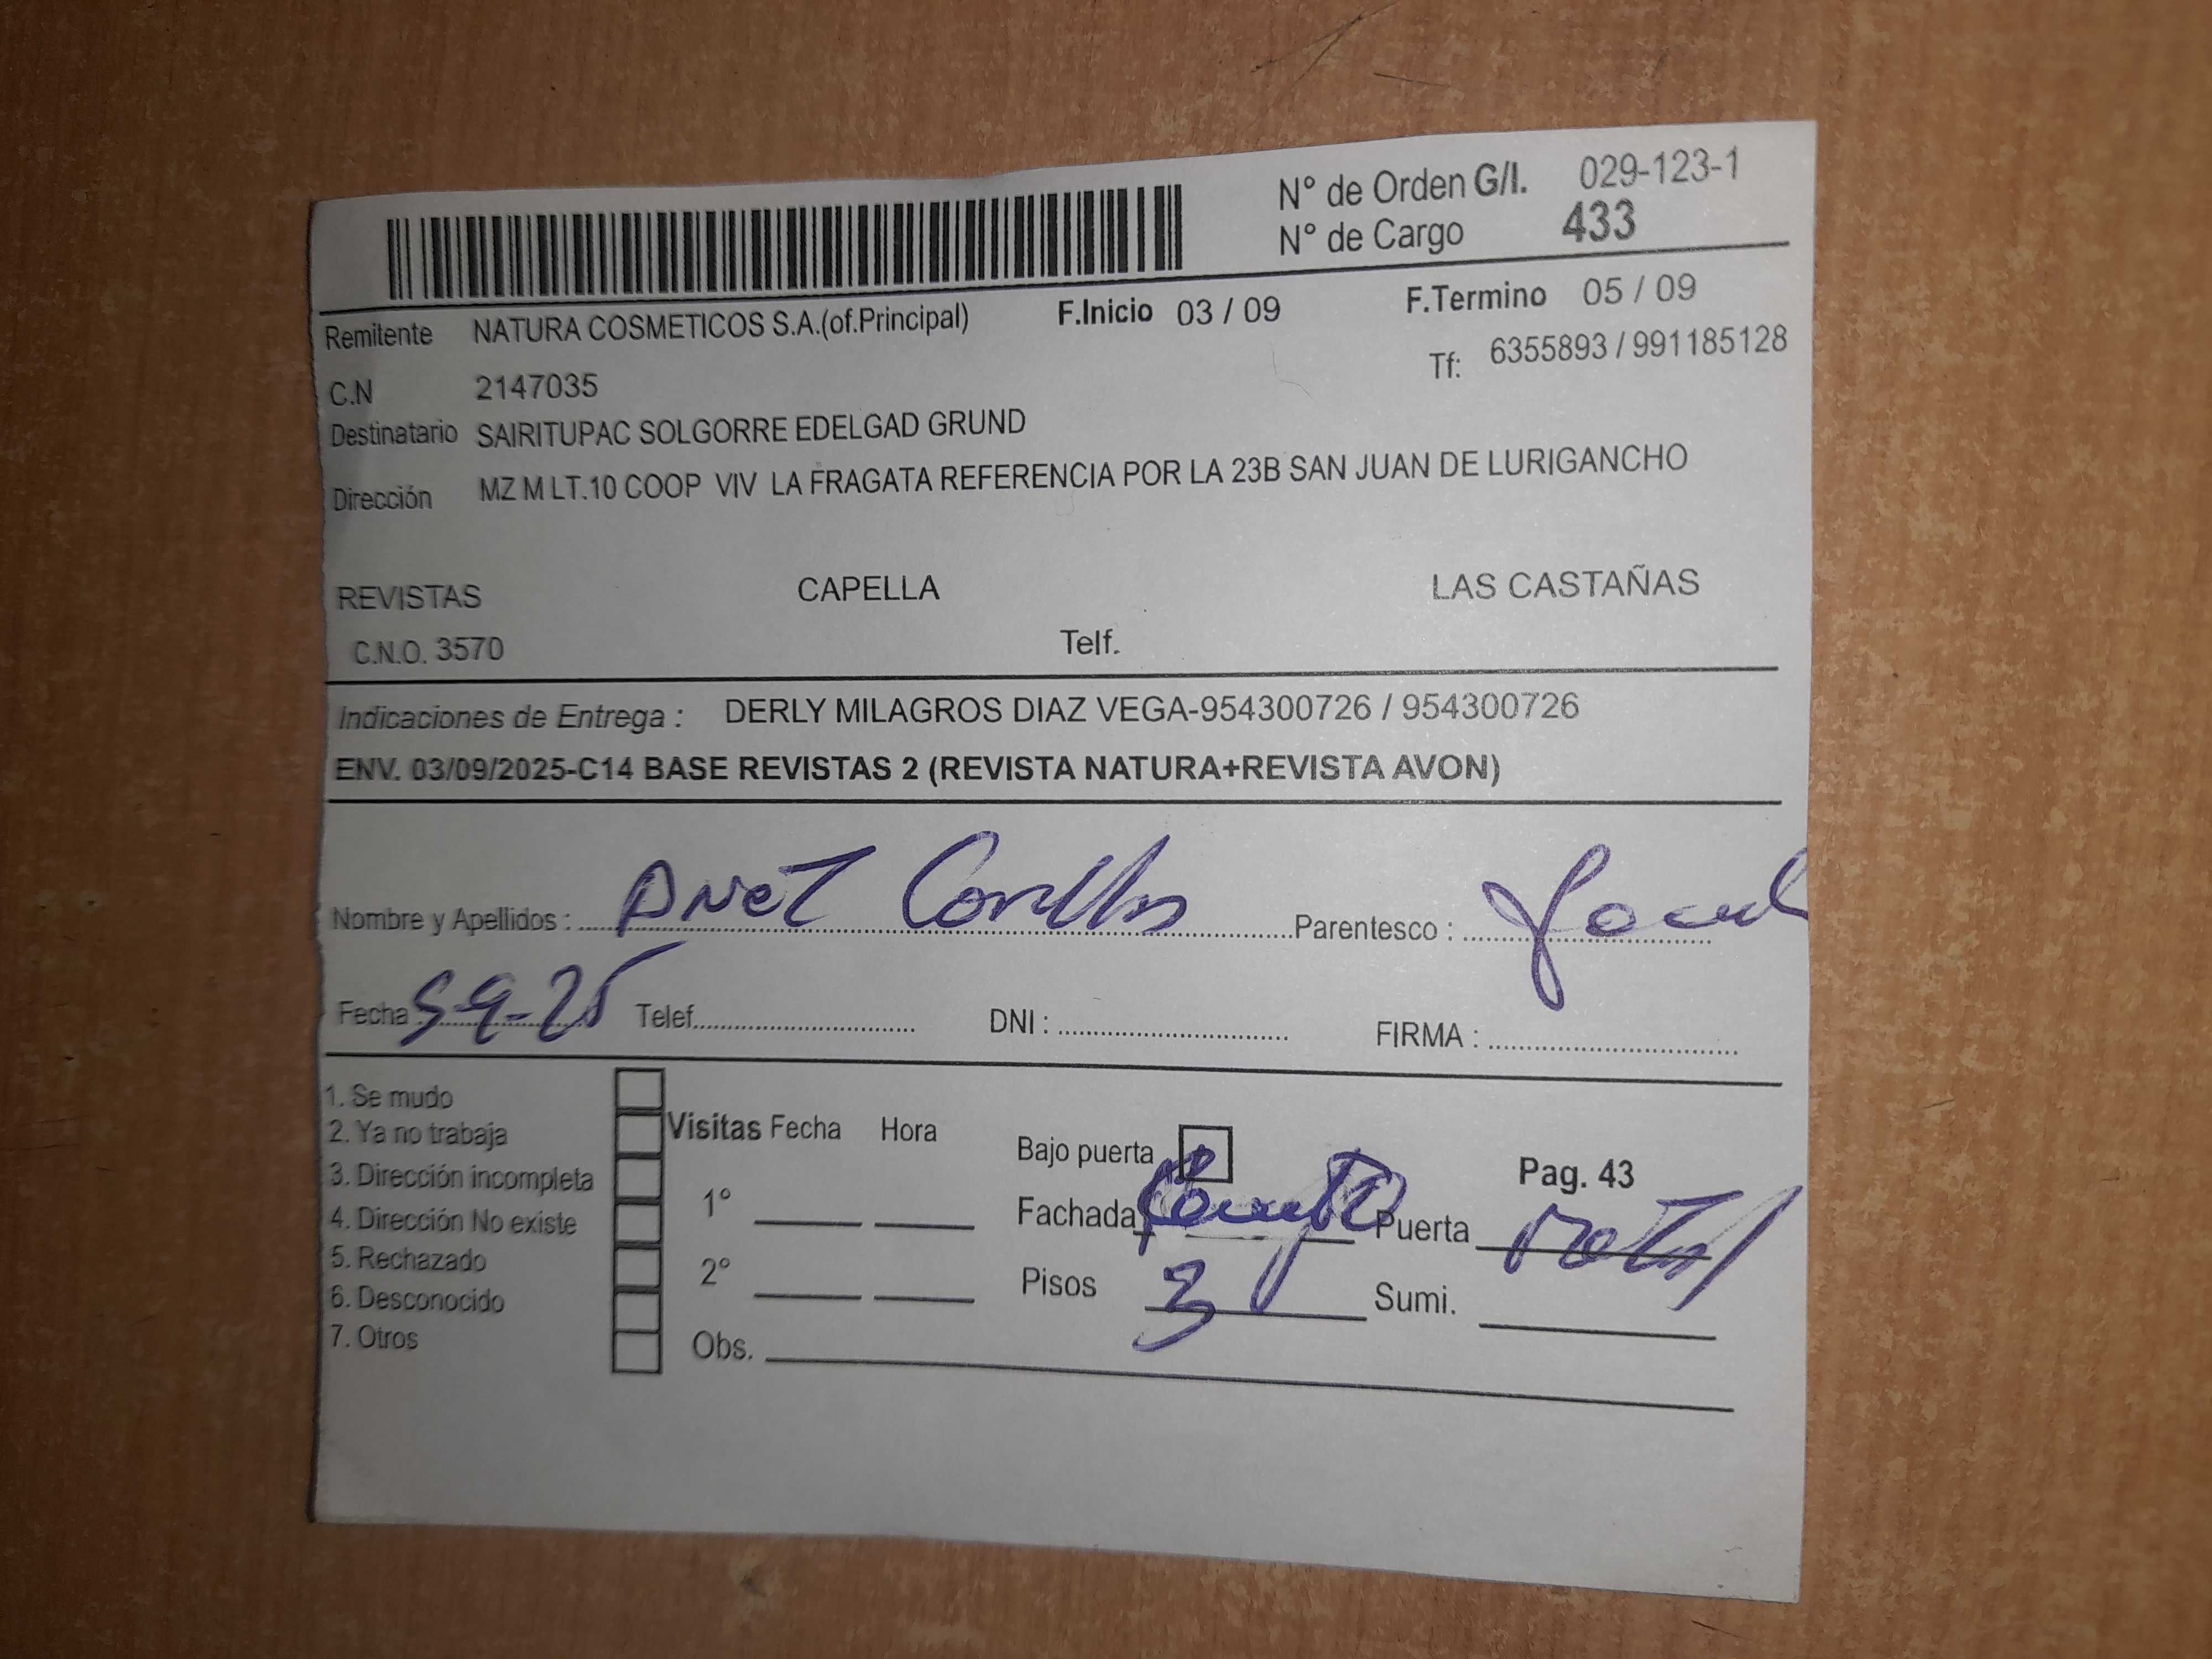 N° de Orden G/I. 029-123-1
N° de Cargo 433
Remitente NATURA COSMETICOS S.A.(of.Principal) F.Inicio 03 / 09 F.Termino 05 / 09
Tf: 6355893 / 991185128
C.N 2147035
Destinatario SAIRITUPAC SOLGORRE EDELGAD GRUND
Dirección MZ M LT.10 COOP VIV LA FRAGATA REFERENCIA POR LA 23B SAN JUAN DE LURIGANCHO
REVISTAS CAPELLA LAS CASTAÑAS
C.N.O. 3570 Telf.
Indicaciones de Entrega : DERLY MILAGROS DIAZ VEGA-954300726 / 954300726
ENV. 03/09/2025-C14 BASE REVISTAS 2 (REVISTA NATURA+REVISTA AVON)
Nombre y Apellidos : Parentesco :
Fecha 5-9-25 Telef. DNI : FIRMA :
1. Se mudo
2. Ya no trabaja
3. Dirección incompleta
4. Dirección No existe
5. Rechazado
6. Desconocido
7. Otros
Visitas Fecha Hora
1°
2°
Obs.
Bajo puerta Pag. 43
Fachada Puerta metal
Pisos 3 Sumi.